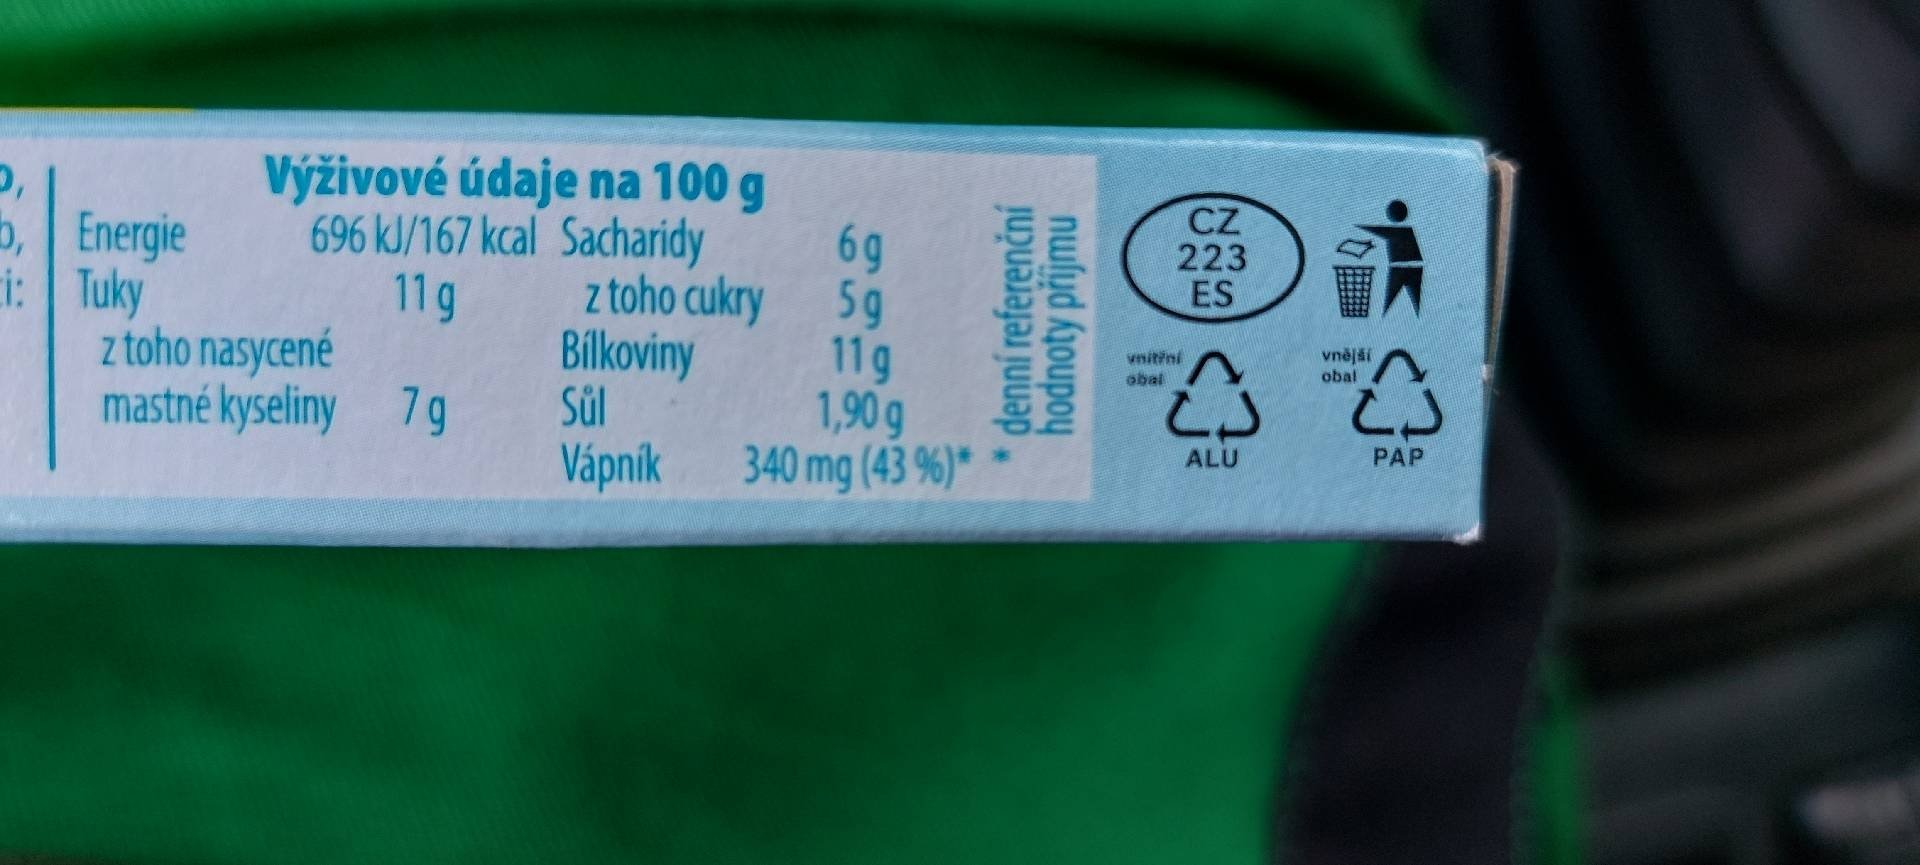 Výživové údaje na 100 g
Energie 696 kJ/167 kcal
Tuky 11 g
z toho nasycené
mastné kyseliny 7 g
Sacharidy 6 g
z toho cukry 5 g
Bílkoviny 11 g
Sůl 1,90 g
Vápník 340 mg (43 %)*
* denní referenční
hodnoty příjmu
CZ
223
ES
vnitřní
obal
ALU
vnější
obal
PAP